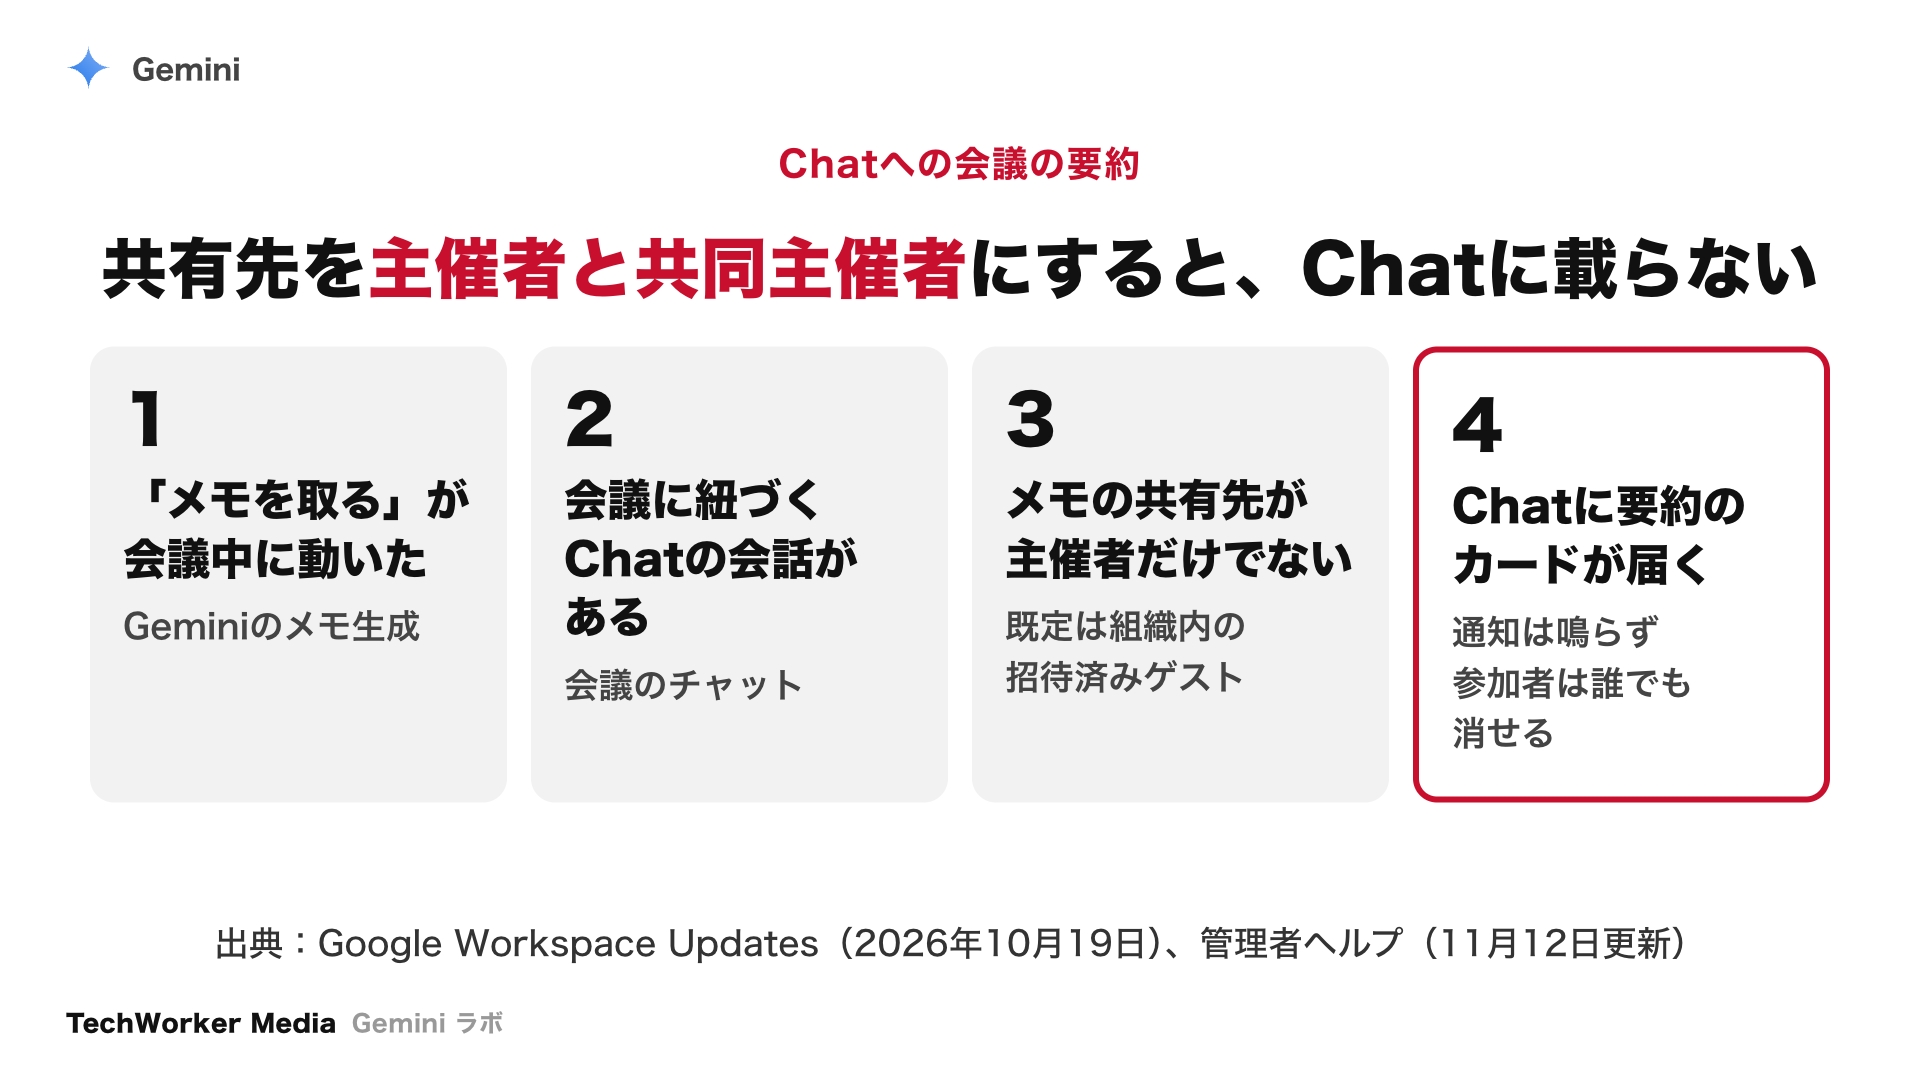 Gemini
Chatへの会議の要約
共有先を主催者と共同主催者にすると、Chatに載らない
1
「メモを取る」が
会議中に動いた
Geminiのメモ生成
2
会議に紐づく
Chatの会話が
ある
会議のチャット
3
メモの共有先が
主催者だけでない
既定は組織内の
招待済みゲスト
4
Chatに要約の
カードが届く
通知は鳴らず
参加者は誰でも
消せる
出典：Google Workspace Updates（2026年10月19日）、管理者ヘルプ（11月12日更新）
TechWorker Media Gemini ラボ